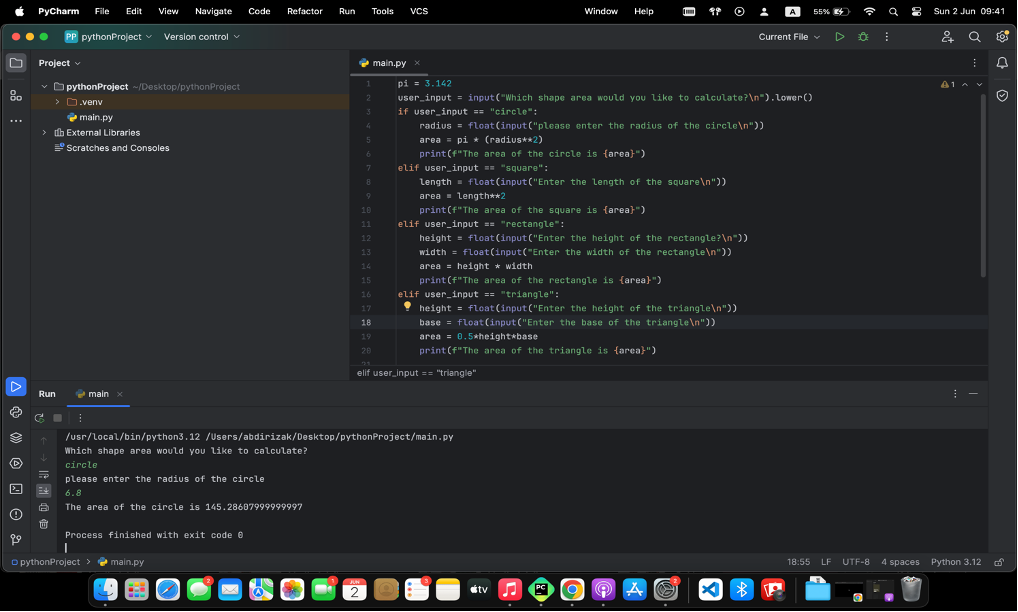 PyCharm File Edit View Navigate Code Refactor Run Tools VCS Window Help A 55% Sun 2 Jun 09:41
PP pythonProject Version control Current File
Project
main.py
pythonProject ~/Desktop/pythonProject
.venv
main.py
External Libraries
Scratches and Consoles
1 pi = 3.142
2 user_input = input("Which shape area would you like to calculate?\n").lower()
3 if user_input == "circle":
4 radius = float(input("please enter the radius of the circle\n"))
5 area = pi * (radius**2)
6 print(f"The area of the circle is {area}")
7 elif user_input == "square":
8 length = float(input("Enter the length of the square\n"))
9 area = length**2
10 print(f"The area of the square is {area}")
11 elif user_input == "rectangle":
12 height = float(input("Enter the height of the rectangle?\n"))
13 width = float(input("Enter the width of the rectangle\n"))
14 area = height * width
15 print(f"The area of the rectangle is {area}")
16 elif user_input == "triangle":
17 height = float(input("Enter the height of the triangle\n"))
18 base = float(input("Enter the base of the triangle\n"))
19 area = 0.5*height*base
20 print(f"The area of the triangle is {area}")
1
elif user_input == "triangle"
Run main
/usr/local/bin/python3.12 /Users/abdirizak/Desktop/pythonProject/main.py
Which shape area would you like to calculate?
circle
please enter the radius of the circle
6.8
The area of the circle is 145.28607999999997
Process finished with exit code 0
pythonProject > main.py 18:55 LF UTF-8 4 spaces Python 3.12
2 1 JUN 2 3 tv PC 2